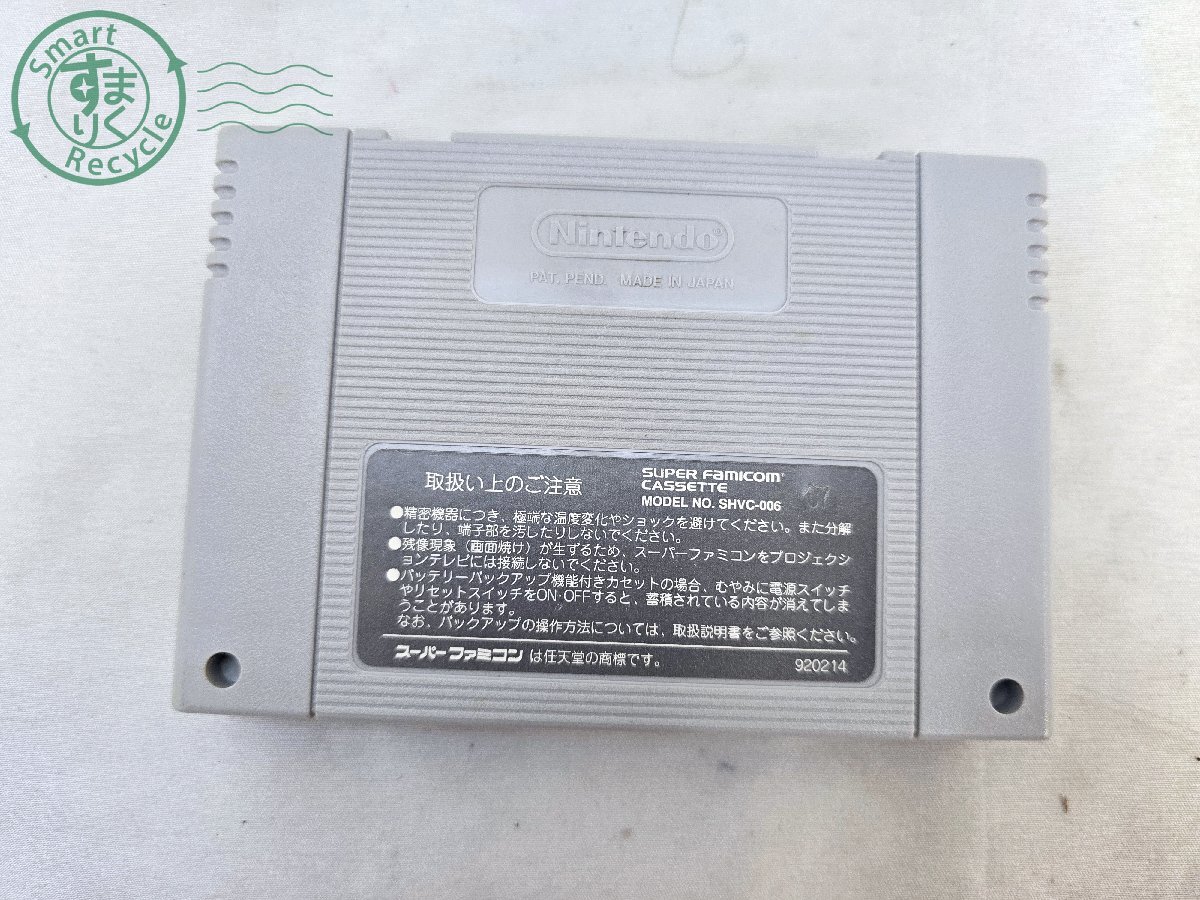 Smart
すまりく
Recycle
Nintendo®
PAT. PEND. MADE IN JAPAN
取扱い上のご注意
SUPER FAMICOM
CASSETTE
MODEL NO. SHVC-006
●精密機器につき、極端な温度変化やショックを避けてください。また分解
したり、端子部を汚したりしないでください。
●残像現象(画面焼け)が生ずるため、スーパーファミコンをプロジェクシ
ョンテレビには接続しないでください。
●バッテリーバックアップ機能付きカセットの場合、むやみに電源スイッチ
やリセットスイッチをON・OFFすると、蓄積されている内容が消えてしま
うことがあります。
なお、バックアップの操作方法については、取扱説明書をご参照ください。
スーパーファミコン は任天堂の商標です。
920214